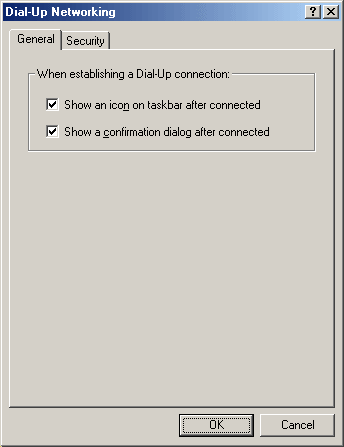 Dial-Up Networking
General Security
When establishing a Dial-Up connection:
Show an icon on taskbar after connected
Show a confirmation dialog after connected
OK Cancel